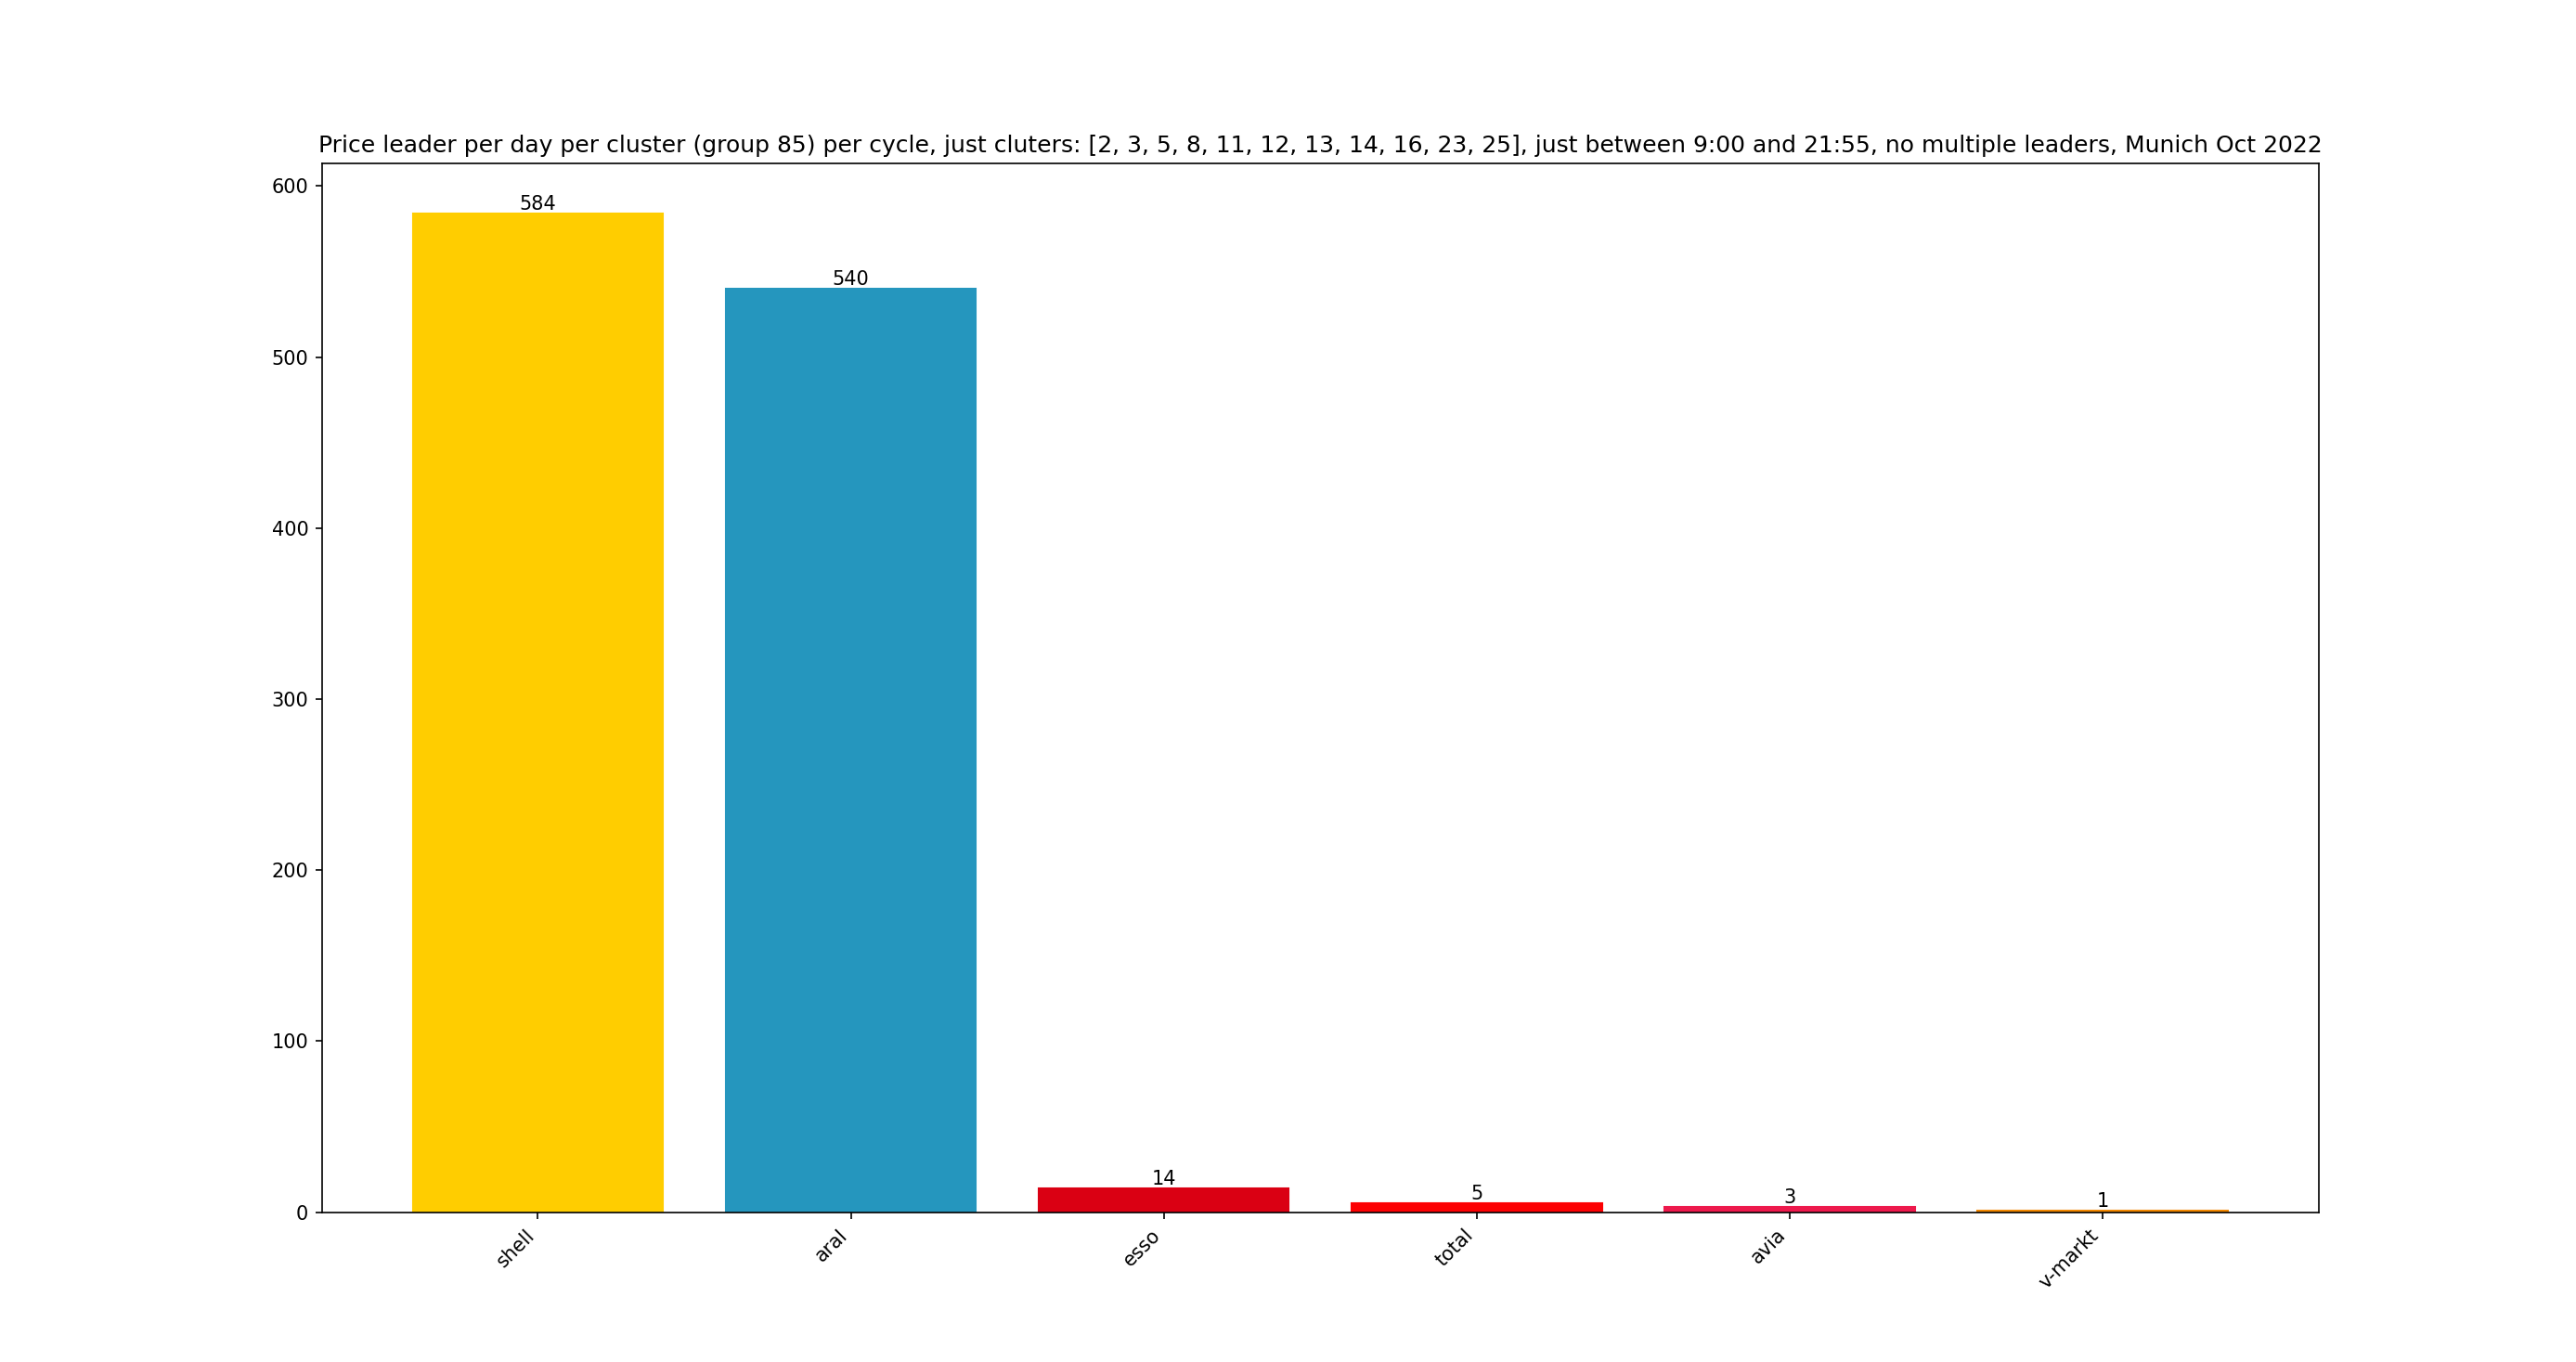 Price leader per day per cluster (group 85) per cycle, just cluters: [2, 3, 5, 8, 11, 12, 13, 14, 16, 23, 25], just between 9:00 and 21:55, no multiple leaders, Munich Oct 2022
600
500
400
300
200
100
0
584
540
14
5
3
1
shell
aral
esso
total
avia
v-markt